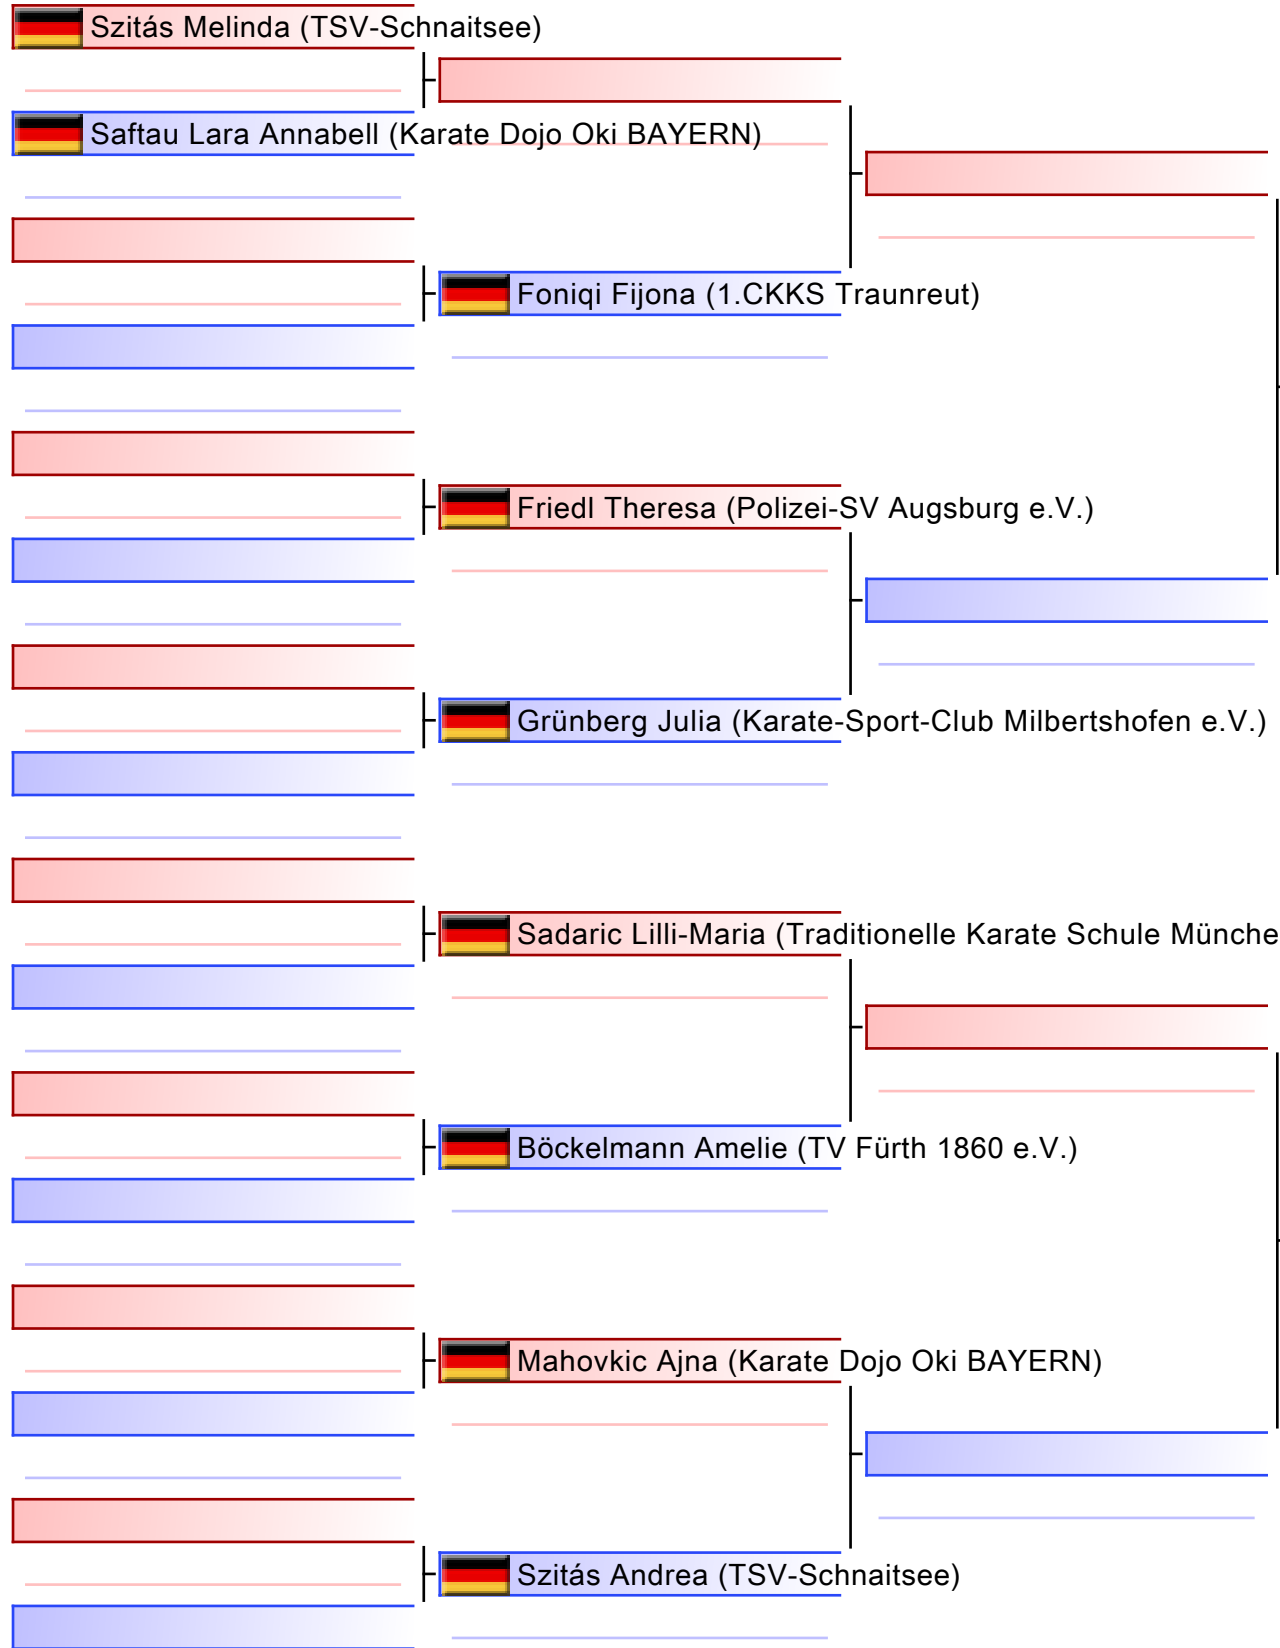 Szitás Melinda (TSV-Schnaitsee)
Saftau Lara Annabell (Karate Dojo Oki BAYERN)
Foniqi Fijona (1.CKKS Traunreut)
Friedl Theresa (Polizei-SV Augsburg e.V.)
Grünberg Julia (Karate-Sport-Club Milbertshofen e.V.)
Sadaric Lilli-Maria (Traditionelle Karate Schule Münche
Böckelmann Amelie (TV Fürth 1860 e.V.)
Mahovkic Ajna (Karate Dojo Oki BAYERN)
Szitás Andrea (TSV-Schnaitsee)